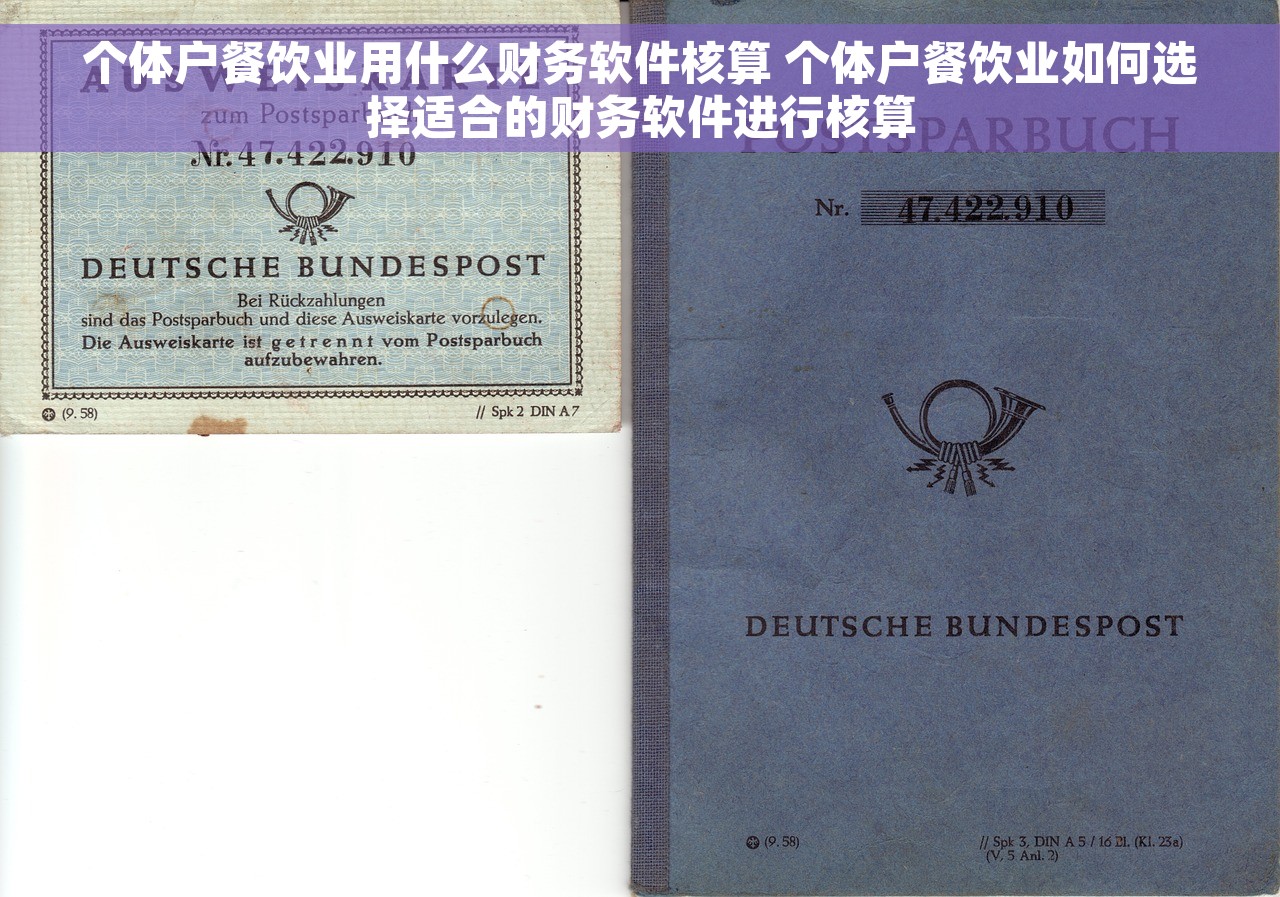 个体户餐饮业用什么财务软件核算 个体户餐饮业如何选
择适合的财务软件进行核算
AUSWEISKARTE
zum Postsparbuch
Nr. 47.422.910
DEUTSCHE BUNDESPOST
Bei Rückzahlungen
sind das Postsparbuch und diese Ausweiskarte vorzulegen.
Die Ausweiskarte ist getrennt vom Postsparbuch
aufzubewahren.
(9. 58)
// Spk 2 DIN A 7
POSTSPARBUCH
Nr. 47.422.910
DEUTSCHE BUNDESPOST
(9. 58)
// Spk 3, DIN A 5 / 16 Bl. (Kl. 23a)
(V, 5 Anl. 2)